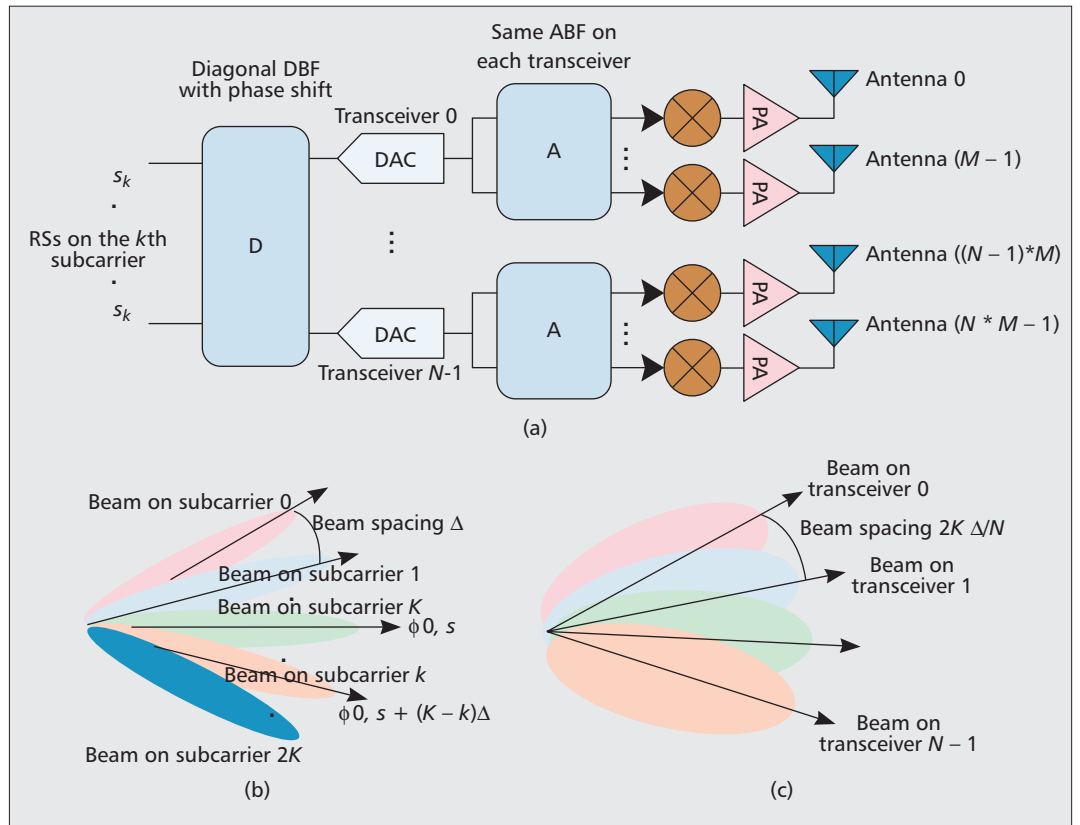 Same ABF on
each transceiver
Diagonal DBF
with phase shift
Transceiver 0
DAC
A
PA
Antenna 0
PA
Antenna (M – 1)
s_k
RSs on the kth
subcarrier
s_k
D
DAC
Transceiver N-1
A
PA
Antenna ((N – 1)*M)
PA
Antenna (N * M – 1)
(a)
Beam on subcarrier 0
Beam spacing Δ
Beam on subcarrier 1
Beam on subcarrier K
ϕ0, s
Beam on subcarrier k
ϕ0, s + (K – k)Δ
Beam on subcarrier 2K
(b)
Beam on
transceiver 0
Beam spacing 2K Δ/N
Beam on
transceiver 1
Beam on
transceiver N – 1
(c)